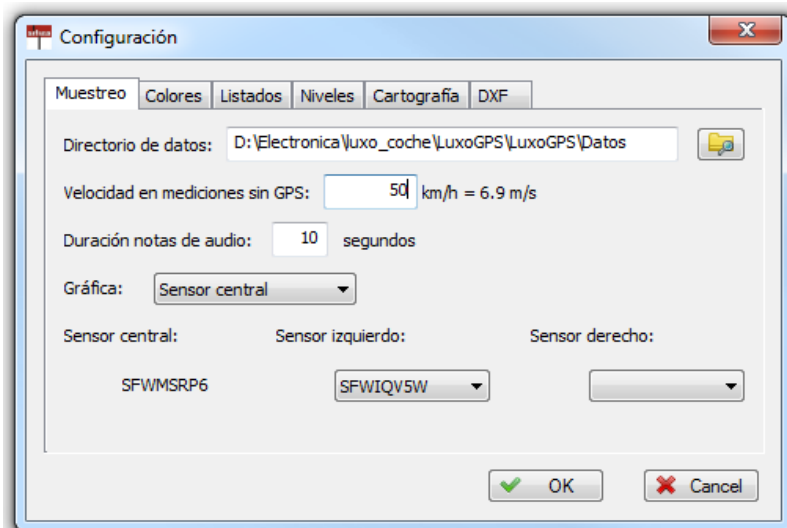 Configuración
Muestreo Colores Listados Niveles Cartografía DXF
Directorio de datos: D:\Electronica\luxo_coche\LuxoGPS\LuxoGPS\Datos
Velocidad en mediciones sin GPS: 50 km/h = 6.9 m/s
Duración notas de audio: 10 segundos
Gráfica: Sensor central
Sensor central: Sensor izquierdo: Sensor derecho:
SFWMSRP6 SFWIQV5W
OK Cancel